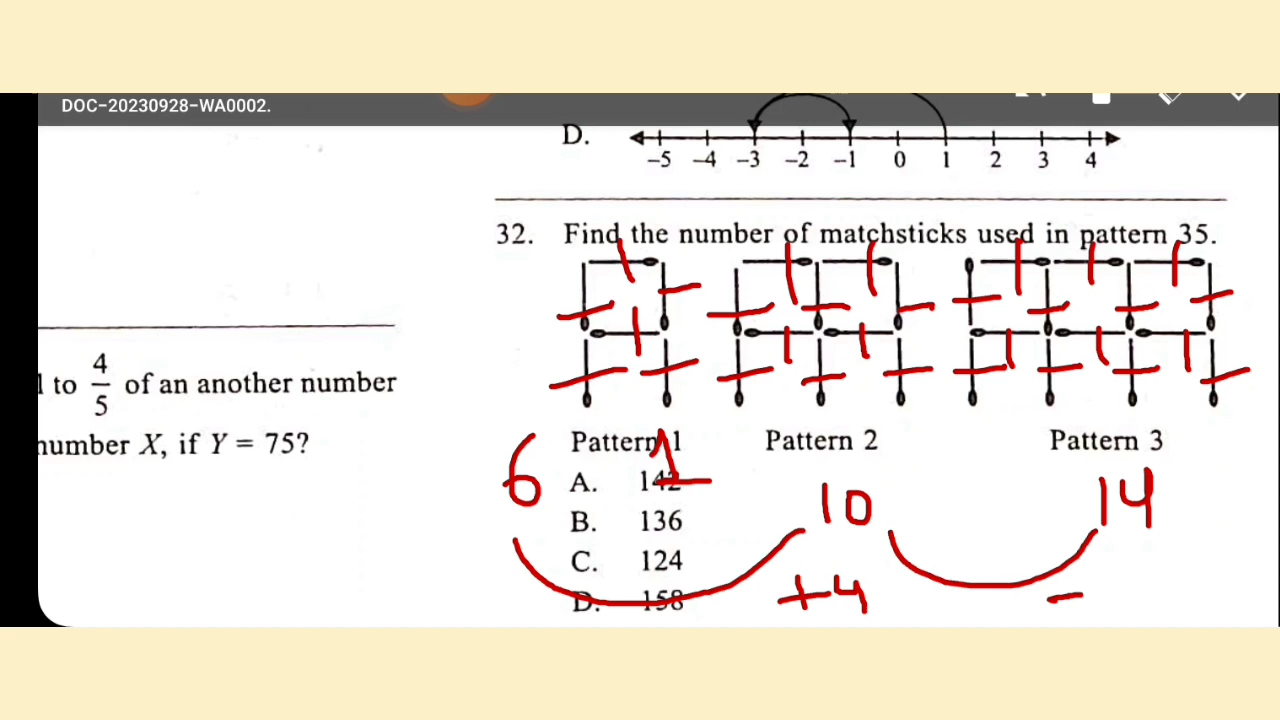 DOC-20230928-WA0002.
D.
-5 -4 -3 -2 -1 0 1 2 3 4
32. Find the number of matchsticks used in pattern 35.
to 4/5 of an another number
number X, if Y = 75?
Pattern 1 Pattern 2 Pattern 3
A. 142
B. 136
C. 124
D. 158
6 1 10 14
+4 -